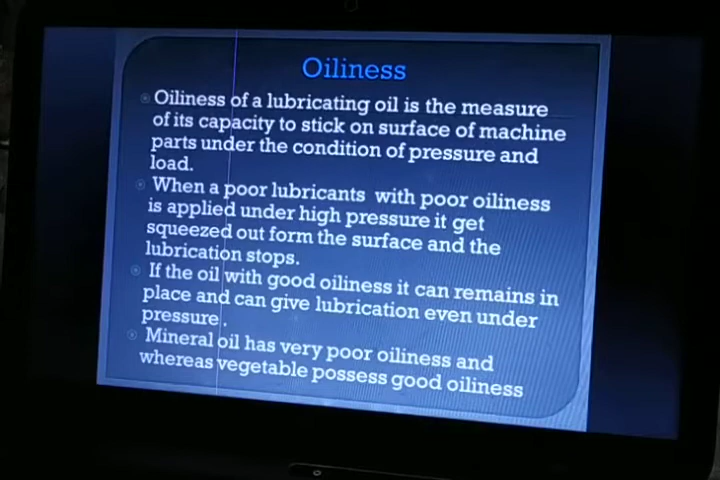 Oiliness
Oiliness of a lubricating oil is the measure
of its capacity to stick on surface of machine
parts under the condition of pressure and
load.
When a poor lubricants with poor oiliness
is applied under high pressure it get
squeezed out form the surface and the
lubrication stops.
If the oil with good oiliness it can remains in
place and can give lubrication even under
pressure .
Mineral oil has very poor oiliness and
whereas vegetable possess good oiliness